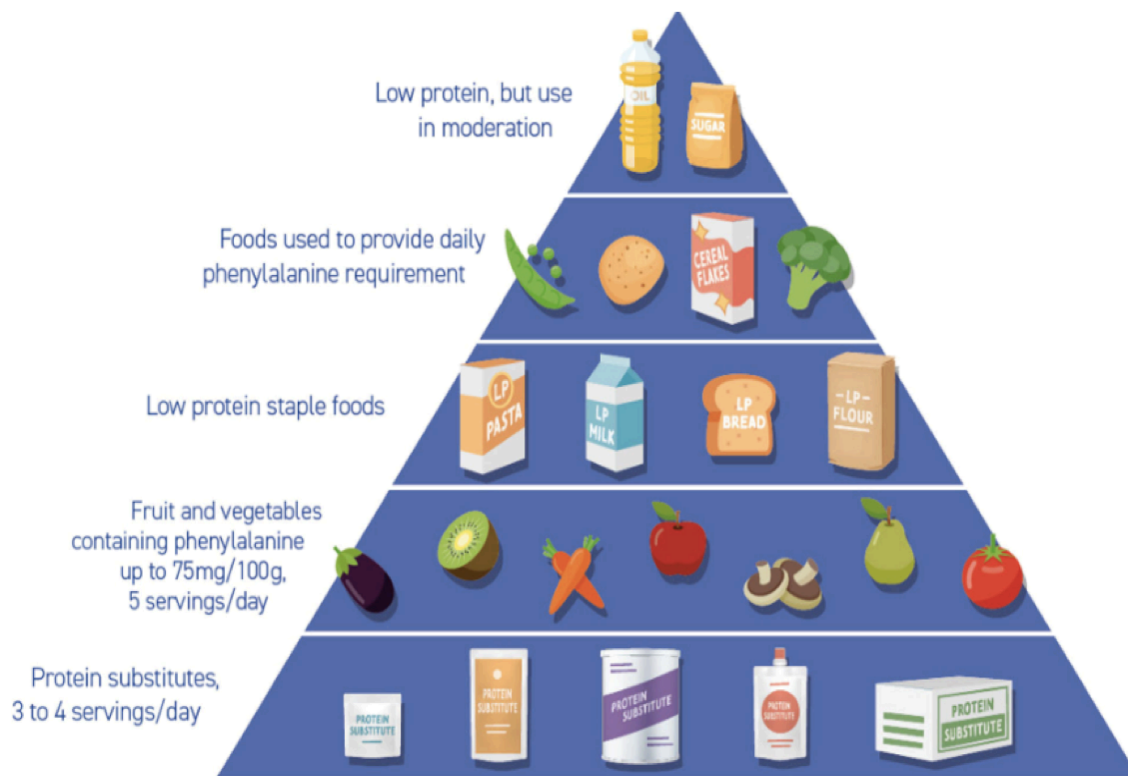 Low protein, but use
in moderation
OIL
SUGAR
Foods used to provide daily
phenylalanine requirement
CEREAL
FLAKES
Low protein staple foods
LP
PASTA
LP
MILK
LP
BREAD
-LP-
FLOUR
Fruit and vegetables
containing phenylalanine
up to 75mg/100g,
5 servings/day
Protein substitutes,
3 to 4 servings/day
PROTEIN
SUBSTITUTE
PROTEIN
SUBSTITUTE
PROTEIN
SUBSTITUTE
PROTEIN
SUBSTITUTE
PROTEIN
SUBSTITUTE